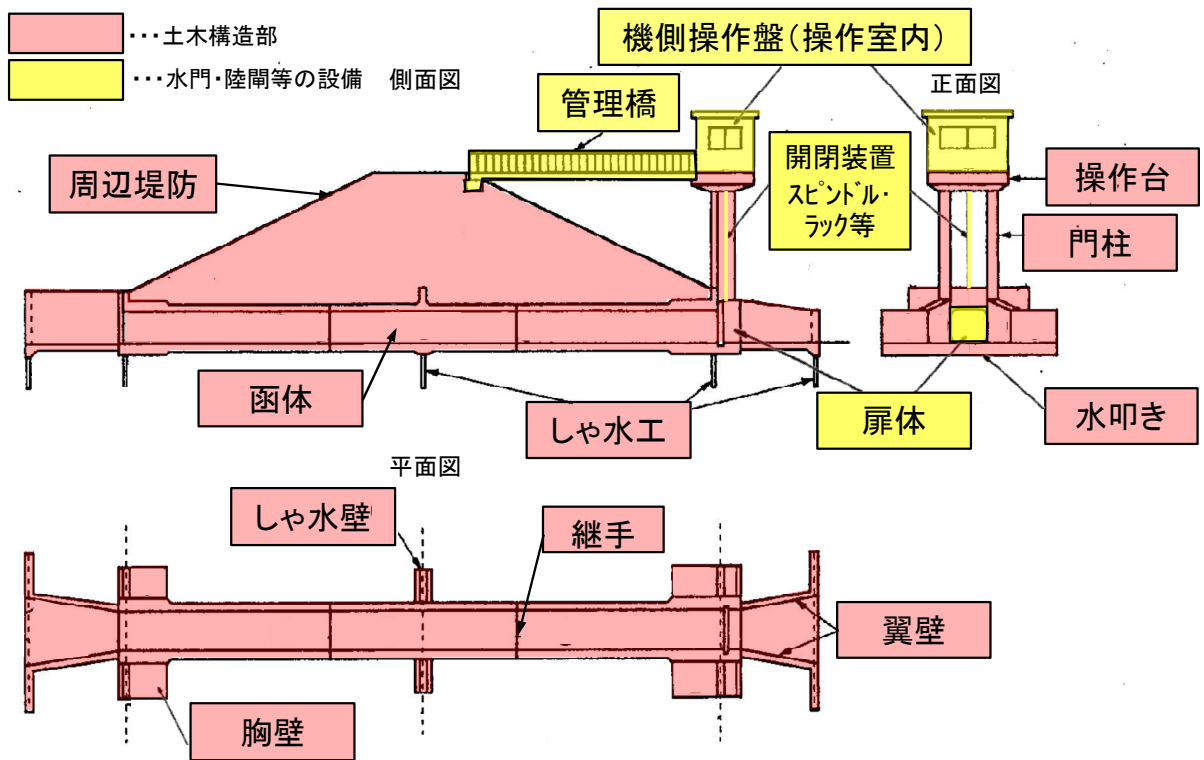 ・・・土木構造部
・・・水門・陸閘等の設備
側面図
機側操作盤(操作室内)
正面図
管理橋
開閉装置
スピンドル・
ラック等
周辺堤防
操作台
門柱
函体
しゃ水工
扉体
水叩き
平面図
しゃ水壁
継手
翼壁
胸壁